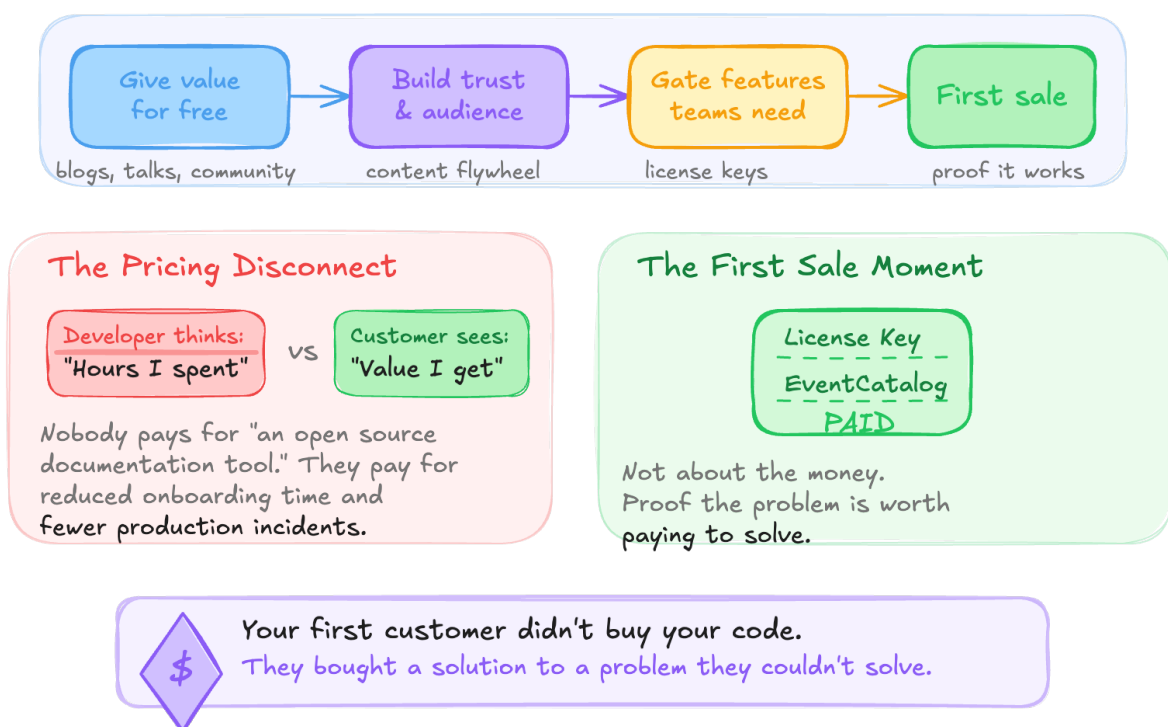 Give value
for free
Build trust
& audience
Gate features
teams need
First sale
blogs, talks, community
content flywheel
license keys
proof it works
The Pricing Disconnect
Developer thinks:
"Hours I spent"
vs
Customer sees:
"Value I get"
Nobody pays for "an open source
documentation tool." They pay for
reduced onboarding time and
fewer production incidents.
The First Sale Moment
License Key
EventCatalog
PAID
Not about the money.
Proof the problem is worth
paying to solve.
$
Your first customer didn't buy your code.
They bought a solution to a problem they couldn't solve.